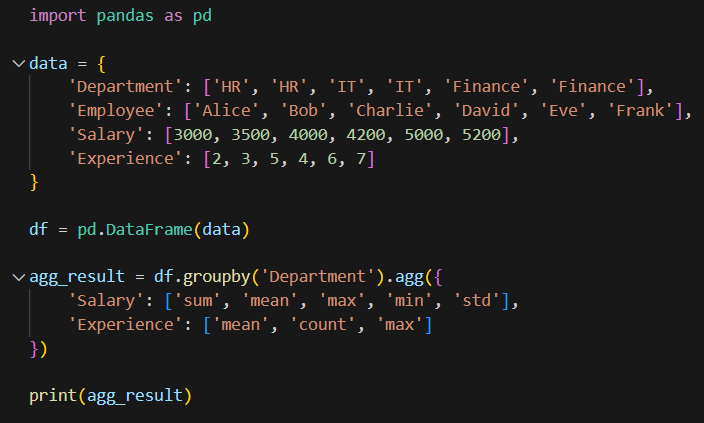 import pandas as pd
data = {
    'Department': ['HR', 'HR', 'IT', 'IT', 'Finance', 'Finance'],
    'Employee': ['Alice', 'Bob', 'Charlie', 'David', 'Eve', 'Frank'],
    'Salary': [3000, 3500, 4000, 4200, 5000, 5200],
    'Experience': [2, 3, 5, 4, 6, 7]
}
df = pd.DataFrame(data)
agg_result = df.groupby('Department').agg({
    'Salary': ['sum', 'mean', 'max', 'min', 'std'],
    'Experience': ['mean', 'count', 'max']
})
print(agg_result)